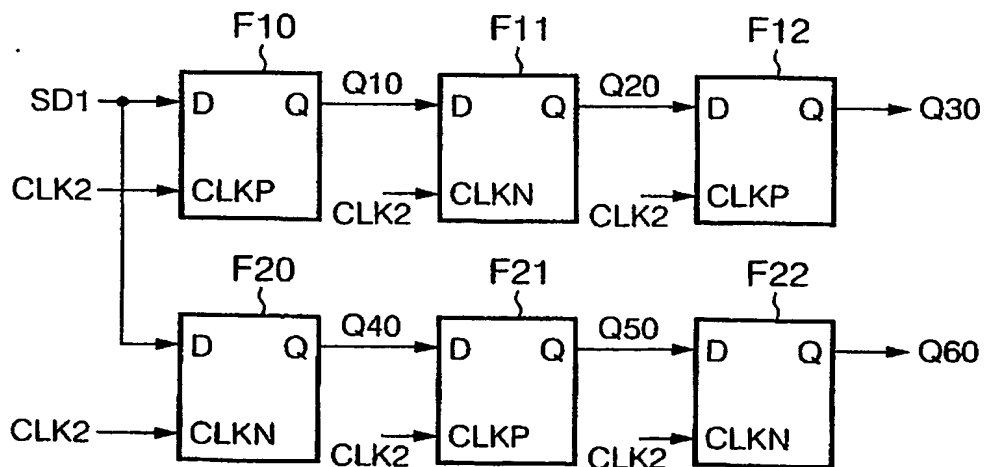 F10 F11 F12
SD1 D Q Q10 D Q Q20 D Q Q30
CLK2 CLKP CLK2 CLKN CLK2 CLKP
F20 F21 F22
D Q Q40 D Q Q50 D Q Q60
CLK2 CLKN CLK2 CLKP CLK2 CLKN